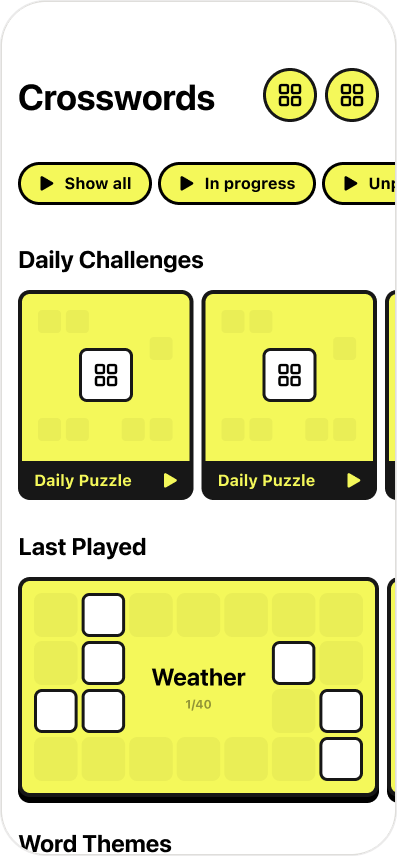 Crosswords
Show all
In progress
Daily Challenges
Daily Puzzle
Daily Puzzle
Last Played
Weather
1/40
Word Themes